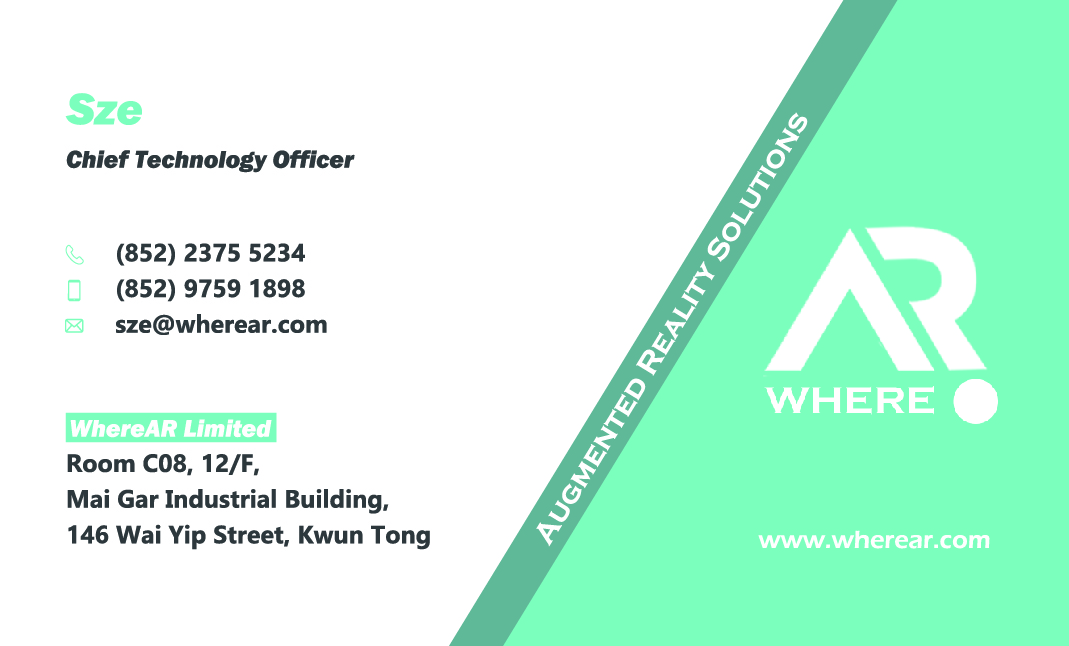 Sze
Chief Technology Officer
(852) 2375 5234
(852) 9759 1898
sze@wherear.com
WhereAR Limited
Room C08, 12/F,
Mai Gar Industrial Building,
146 Wai Yip Street, Kwun Tong
AUGMENTED REALITY SOLUTIONS
AR
WHERE
www.wherear.com